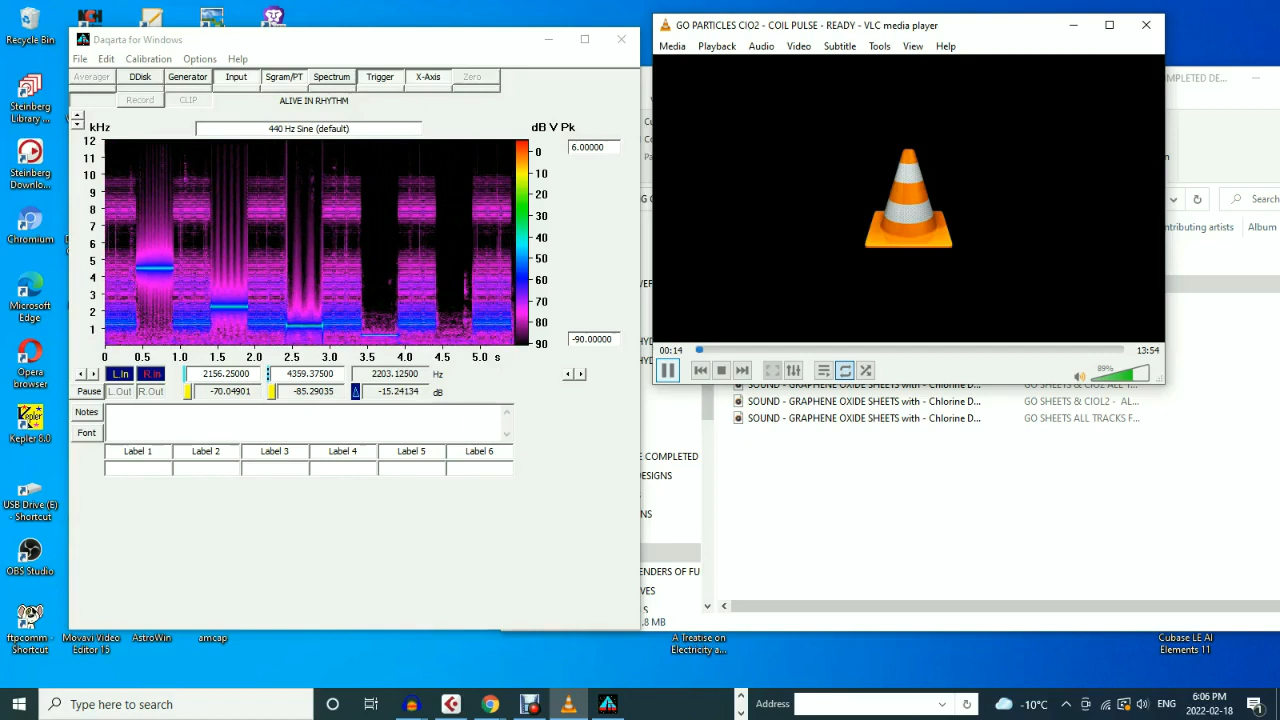 Recycle Bin
Steinberg
Library ...
Steinberg
Downlo...
Chromium
Microsoft
Edge
Opera
browser
Kepler 8.0
USB Drive (E)
- Shortcut
OBS Studio
ftpcomm -
Shortcut
Movavi Video
Editor 15
AstroWin
amcap
Daqarta for Windows
File Edit Calibration Options Help
Averager DDisk Generator Input Sgram/PT Spectrum Trigger X-Axis Zero
Record CLIP
ALIVE IN RHYTHM
kHz 440 Hz Sine (default) dB V Pk
6.00000
12
11
10
9
8
7
6
5
4
3
2
1
0
10
20
30
40
50
60
70
80
90
-90.00000
0 0.5 1.0 1.5 2.0 2.5 3.0 3.5 4.0 4.5 5.0 s
L.In R.In 2156.25000 4359.37500 2203.12500 Hz
Pause L.Out R.Out -70.04901 -85.29035 -15.24134 dB
Notes
Font
Label 1 Label 2 Label 3 Label 4 Label 5 Label 6
GO PARTICLES ClO2 - COIL PULSE - READY - VLC media player
Media Playback Audio Video Subtitle Tools View Help
00:14 13:54
89%
OMPLETED DE...
Search
ntributing artists Album
SOUND - GRAPHENE OXIDE SHEETS with - Chlorine D... GO SHEETS & ClOL2 - AL...
SOUND - GRAPHENE OXIDE SHEETS with - Chlorine D... GO SHEETS ALL TRACKS F...
E COMPLETED
ESIGNS
NS
ENDERS OF FU
VES
S
.8 MB
A Treatise on
Electricity a...
Cubase LE AI
Elements 11
Type here to search
Address
-10°C
ENG
6:06 PM
2022-02-18
1